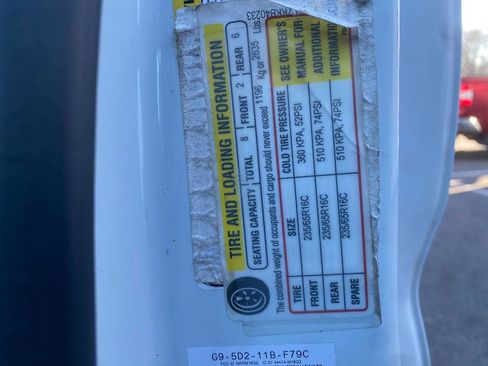 7KKB40233
TIRE AND LOADING INFORMATION
SEATING CAPACITY TOTAL 8 FRONT 2 REAR 6
The combined weight of occupants and cargo should never exceed 1196 Kg or 2635 Lbs
TIRE SIZE COLD TIRE PRESSURE
FRONT 235/65R16C 360 KPA, 52PSI
REAR 235/65R16C 510 KPA, 74PSI
SPARE 235/65R16C 510 KPA, 74PSI
SEE OWNER'S
MANUAL FOR
ADDITIONAL
INFORMATION
G9-5D2-11B-F79C